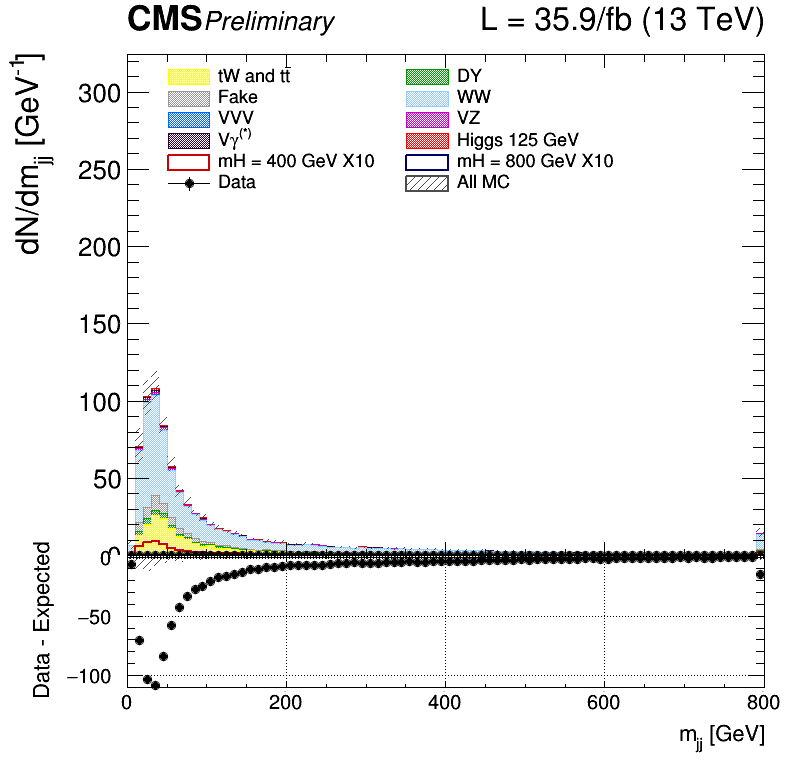 CMS Preliminary L = 35.9/fb (13 TeV)
dN/dm_jj [GeV^-1]
300
250
200
150
100
50
0
tW and tt̄ DY
Fake WW
VVV VZ
Vγ^(*) Higgs 125 GeV
mH = 400 GeV X10 mH = 800 GeV X10
Data All MC
Data - Expected
0
−50
−100
0 200 400 600 800
m_jj [GeV]